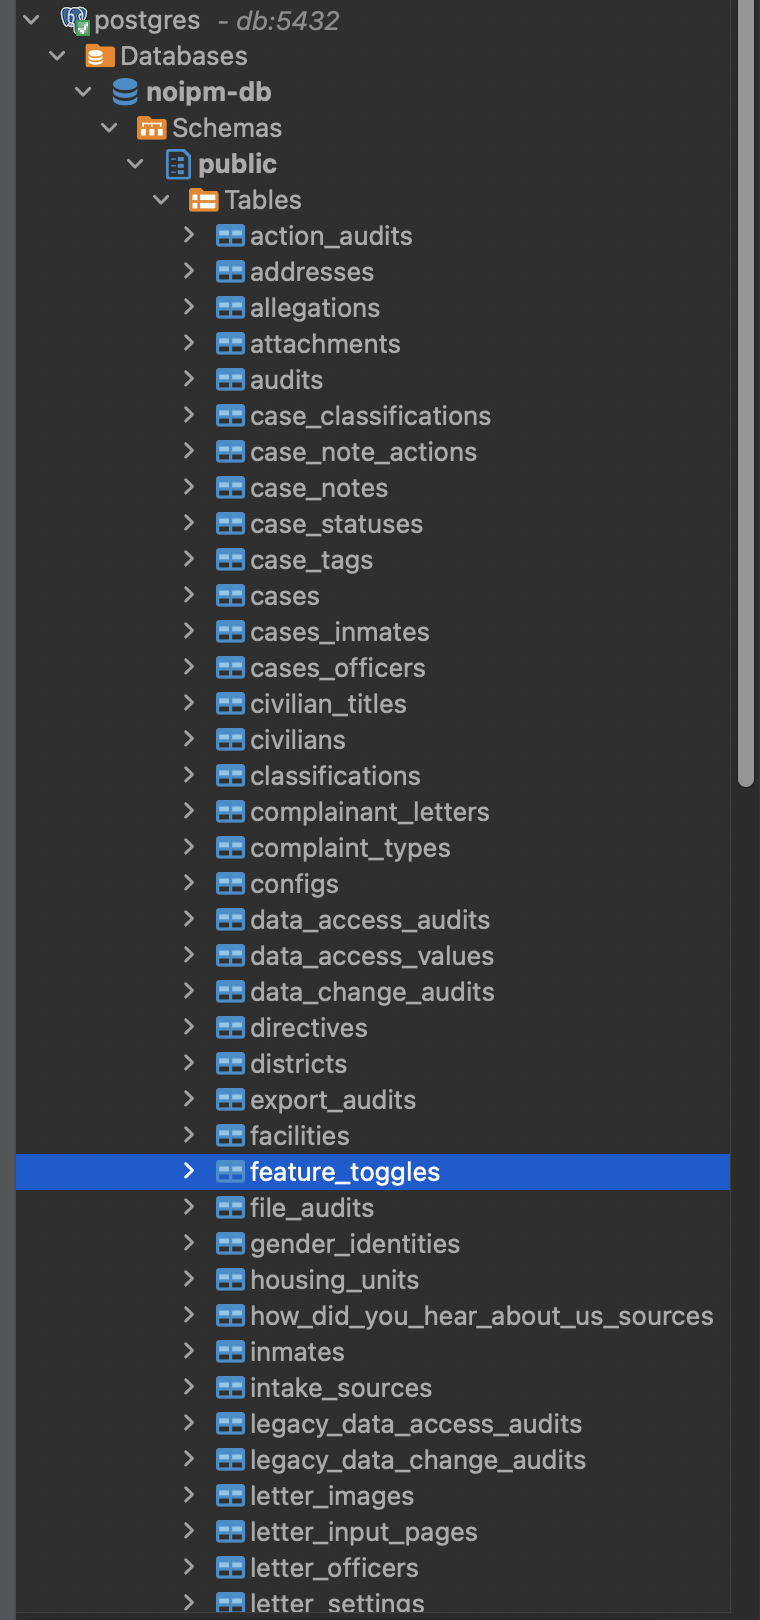 postgres - db:5432
Databases
noipm-db
Schemas
public
Tables
action_audits
addresses
allegations
attachments
audits
case_classifications
case_note_actions
case_notes
case_statuses
case_tags
cases
cases_inmates
cases_officers
civilian_titles
civilians
classifications
complainant_letters
complaint_types
configs
data_access_audits
data_access_values
data_change_audits
directives
districts
export_audits
facilities
feature_toggles
file_audits
gender_identities
housing_units
how_did_you_hear_about_us_sources
inmates
intake_sources
legacy_data_access_audits
legacy_data_change_audits
letter_images
letter_input_pages
letter_officers
letter_settings